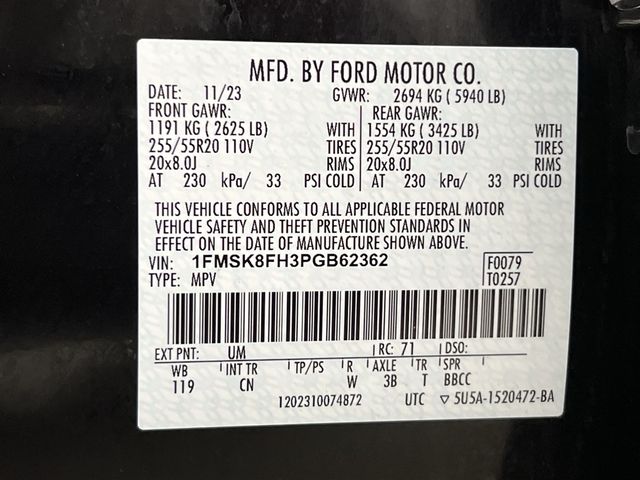 MFD. BY FORD MOTOR CO.
DATE: 11/23 GVWR: 2694 KG ( 5940 LB)
FRONT GAWR: REAR GAWR:
1191 KG ( 2625 LB) WITH 1554 KG ( 3425 LB) WITH
255/55R20 110V TIRES 255/55R20 110V TIRES
20x8.0J RIMS 20x8.0J RIMS
AT 230 kPa/ 33 PSI COLD AT 230 kPa/ 33 PSI COLD
THIS VEHICLE CONFORMS TO ALL APPLICABLE FEDERAL MOTOR
VEHICLE SAFETY AND THEFT PREVENTION STANDARDS IN
EFFECT ON THE DATE OF MANUFACTURE SHOWN ABOVE.
VIN: 1FMSK8FH3PGB62362 F0079
TYPE: MPV T0257
EXT PNT: UM RC: 71 DSO:
WB INT TR TP/PS R AXLE TR SPR
119 CN W 3B T BBCC
1202310074872 UTC ▽ 5U5A-1520472-BA